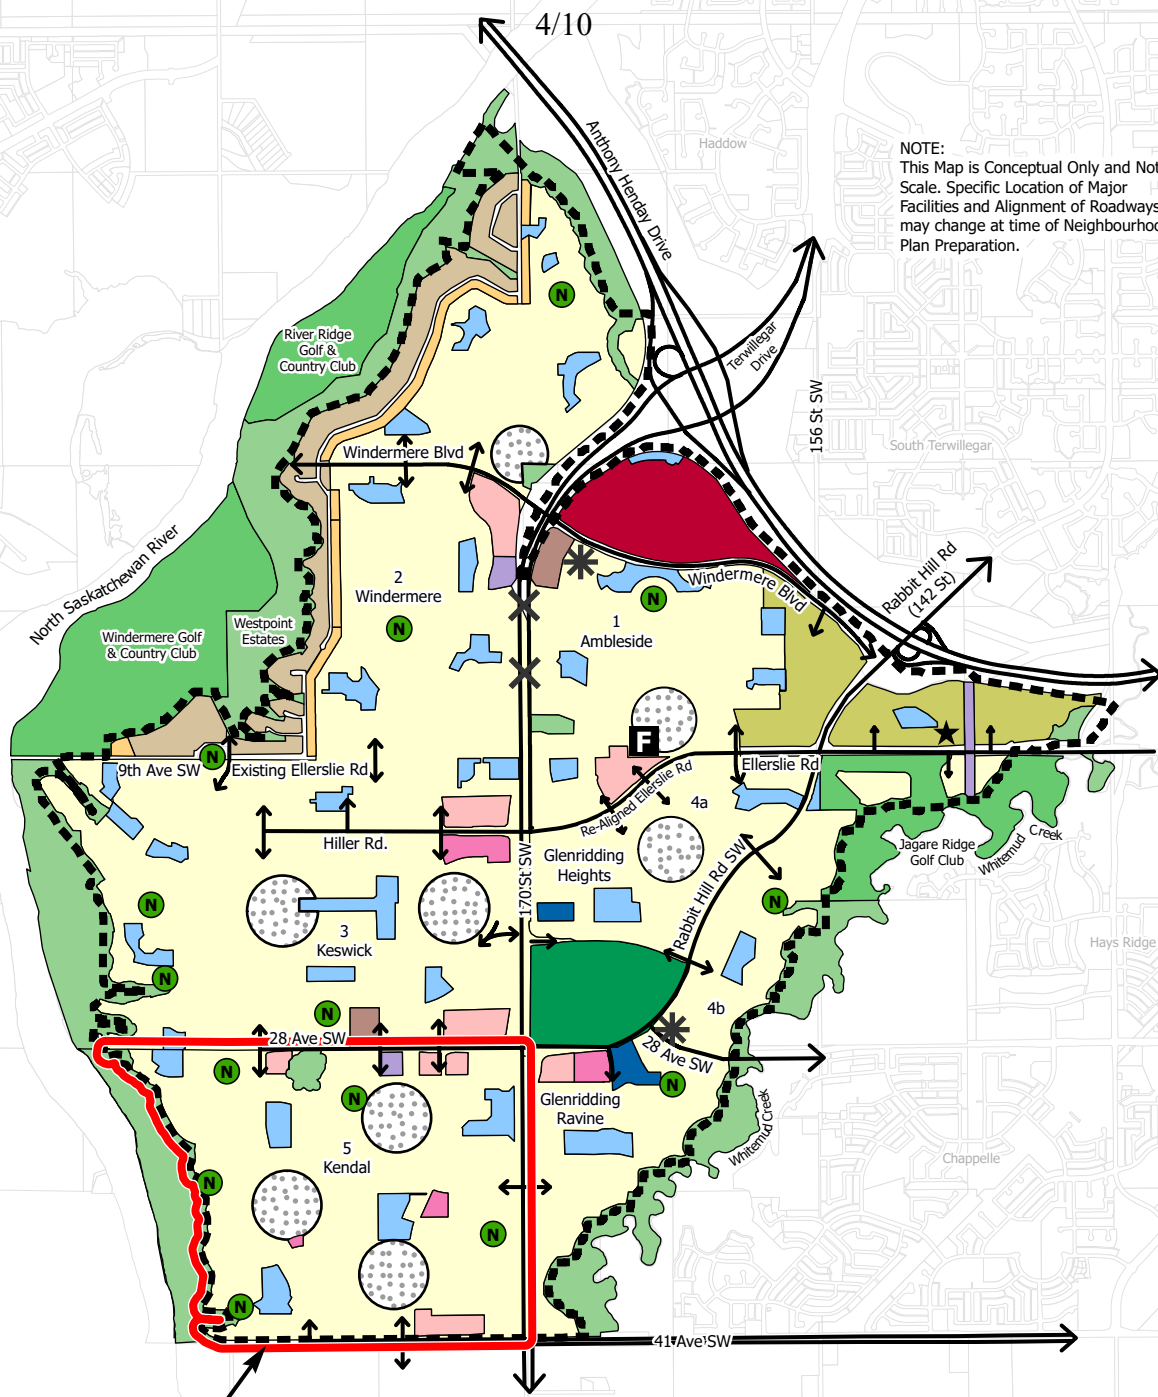 4/10
NOTE:
This Map is Conceptual Only and Not
Scale. Specific Location of Major
Facilities and Alignment of Roadways
may change at time of Neighbourhoo
Plan Preparation.
Haddow
Anthony Henday Drive
River Ridge
Golf &
Country Club
Terwillegar
Drive
156 St SW
South Terwillegar
Windermere Blvd
North Saskatchewan River
Rabbit Hill Rd
(142 St)
Windermere Blvd
2
Windermere
1
Ambleside
Westpoint
Estates
Windermere Golf
& Country Club
N
N
N
N
F
9th Ave SW
Existing Ellerslie Rd
Ellerslie Rd
Re-Aligned Ellerslie Rd
4a
Hiller Rd.
Glenridding
Heights
170 St SW
Rabbit Hill Rd SW
Jagare Ridge
Golf Club
Whitemud Creek
3
Keswick
N
N
N
N
Hays Ridge
4b
28 Ave SW
28 Ave SW
Glenridding
Ravine
N
N
N
Whitemud Creek
5
Kendal
Chappelle
N
N
N
41 Ave SW